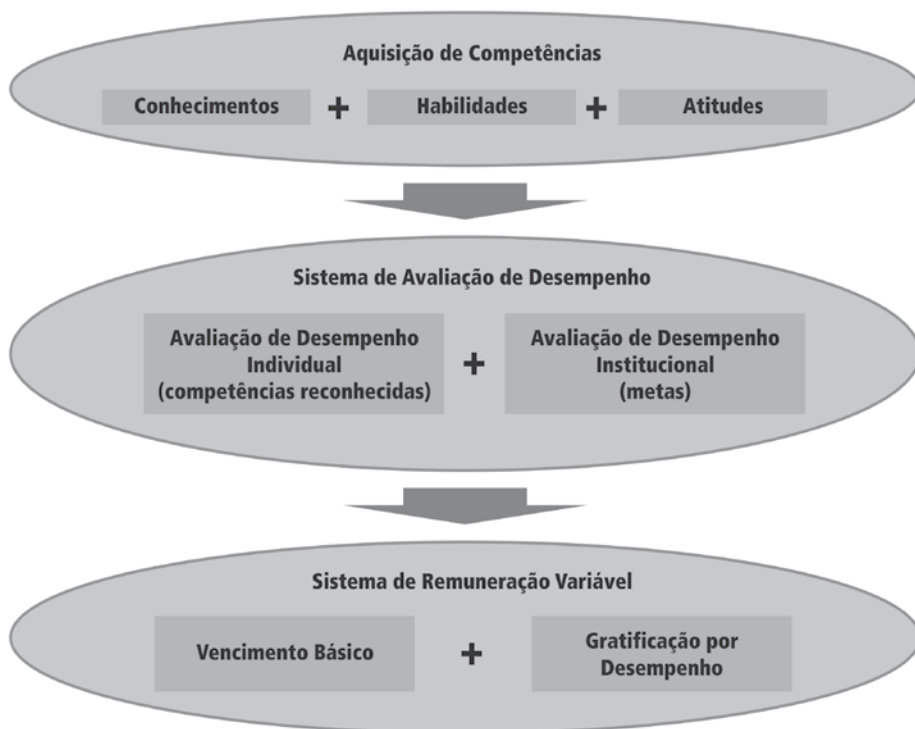 Aquisição de Competências
Conhecimentos + Habilidades + Atitudes
Sistema de Avaliação de Desempenho
Avaliação de Desempenho
Individual
(competências reconhecidas)
+
Avaliação de Desempenho
Institucional
(metas)
Sistema de Remuneração Variável
Vencimento Básico
+
Gratificação por
Desempenho